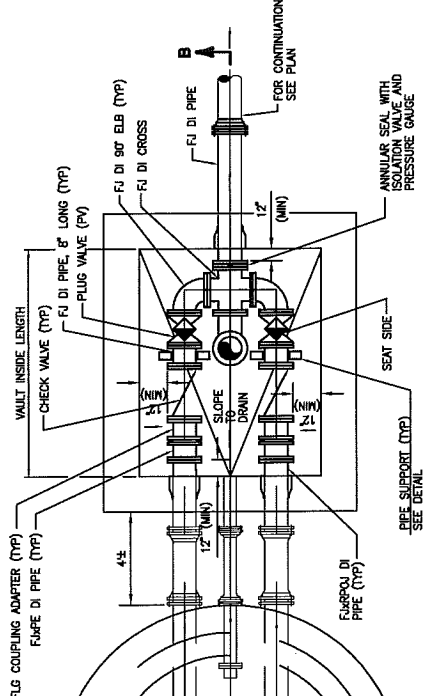 B
FOR CONTINUATION
SEE PLAN
FJ DI PIPE
FJ DI CROSS
FJ DI 90° ELB (TYP)
PLUG VALVE (PV)
FJ DI PIPE, 8" LONG (TYP)
CHECK VALVE (TYP)
VAULT INSIDE LENGTH
FLG COUPLING ADAPTER (TYP)
FJxPE DI PIPE (TYP)
4'±
12" (MIN)
12"
(MIN)
SLOPE
TO
DRAIN
12"
(MIN)
12"
(MIN)
ANNULAR SEAL WITH
ISOLATION VALVE AND
PRESSURE GAUGE
SEAT SIDE
PIPE SUPPORT (TYP)
SEE DETAIL
FJxRPOJ DI
PIPE (TYP)